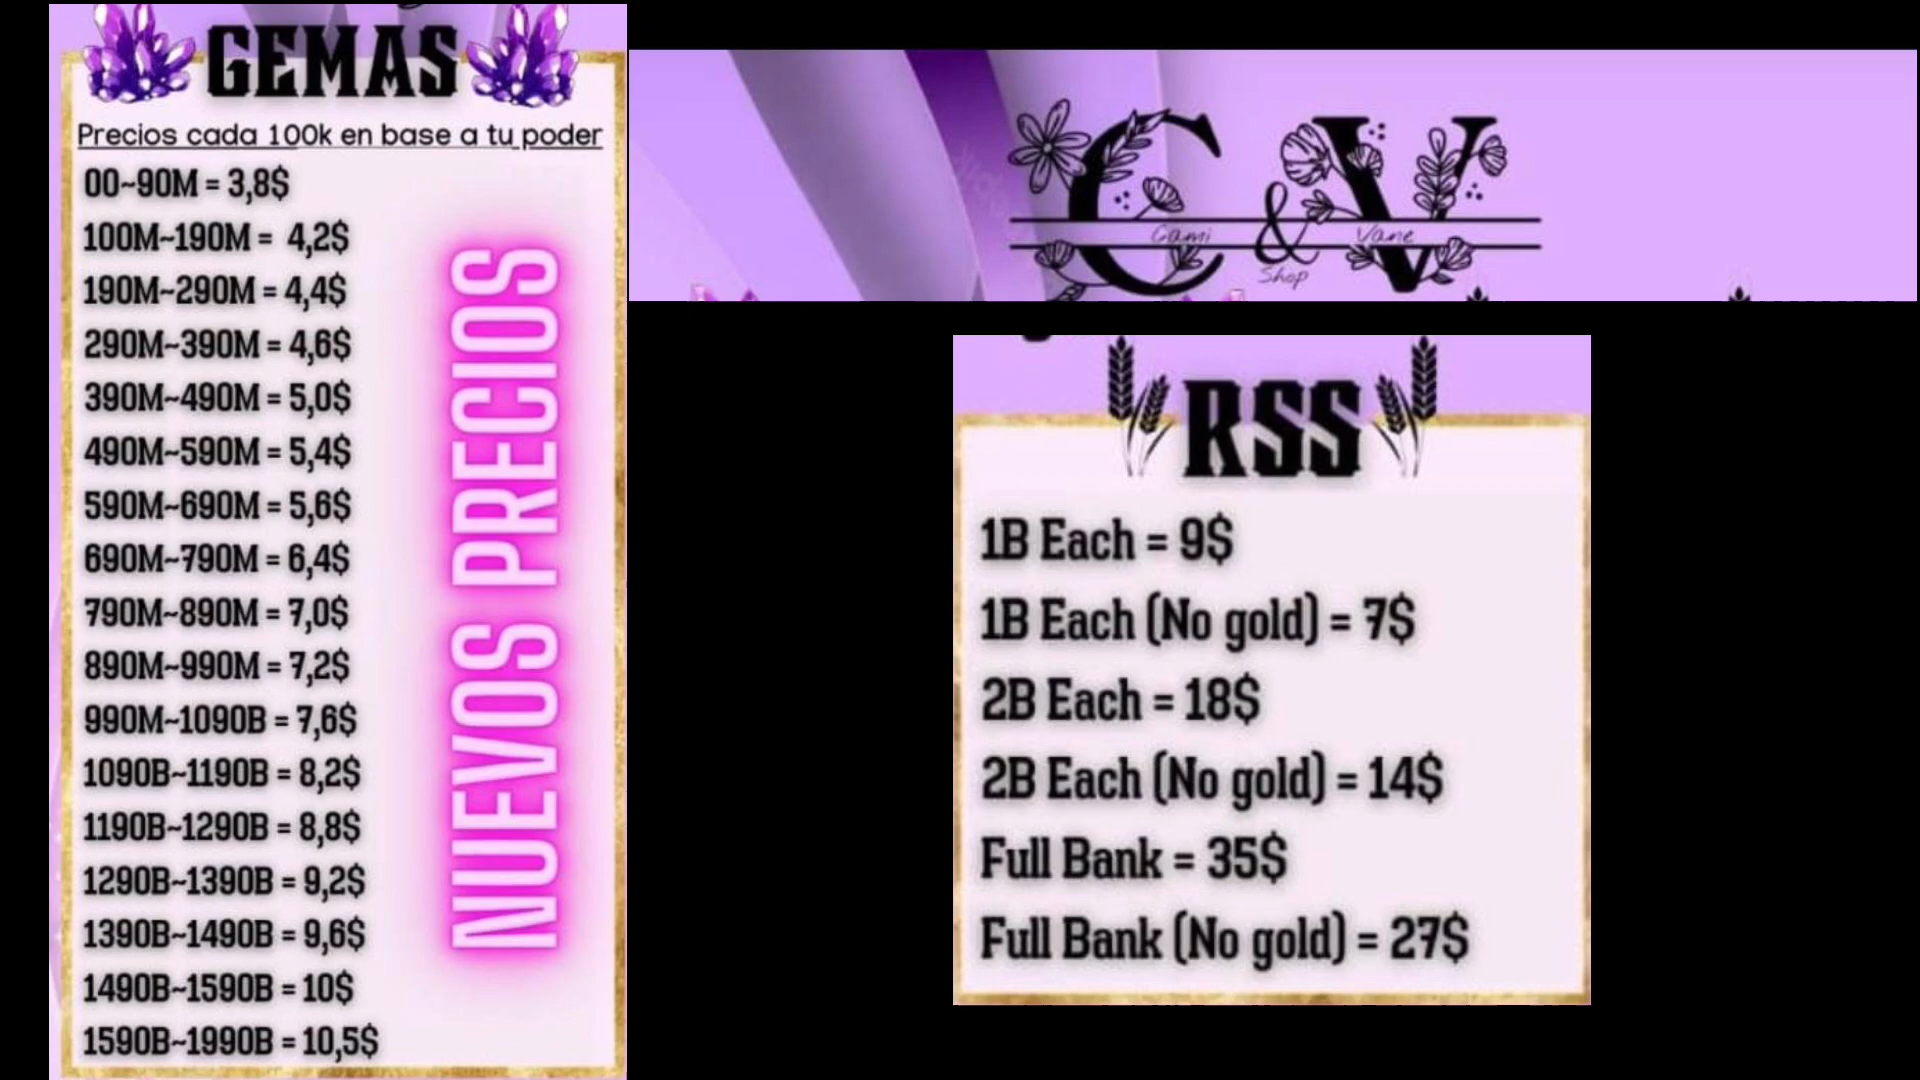 GEMAS
Precios cada 100k en base a tu poder
00~90M = 3,8$
100M~190M = 4,2$
190M~290M = 4,4$
290M~390M = 4,6$
390M~490M = 5,0$
490M~590M = 5,4$
590M~690M = 5,6$
690M~790M = 6,4$
790M~890M = 7,0$
890M~990M = 7,2$
990M~1090B = 7,6$
1090B~1190B = 8,2$
1190B~1290B = 8,8$
1290B~1390B = 9,2$
1390B~1490B = 9,6$
1490B~1590B = 10$
1590B~1990B = 10,5$
NUEVOS PRECIOS
C & V
Cami Vane
Shop
RSS
1B Each = 9$
1B Each (No gold) = 7$
2B Each = 18$
2B Each (No gold) = 14$
Full Bank = 35$
Full Bank (No gold) = 27$